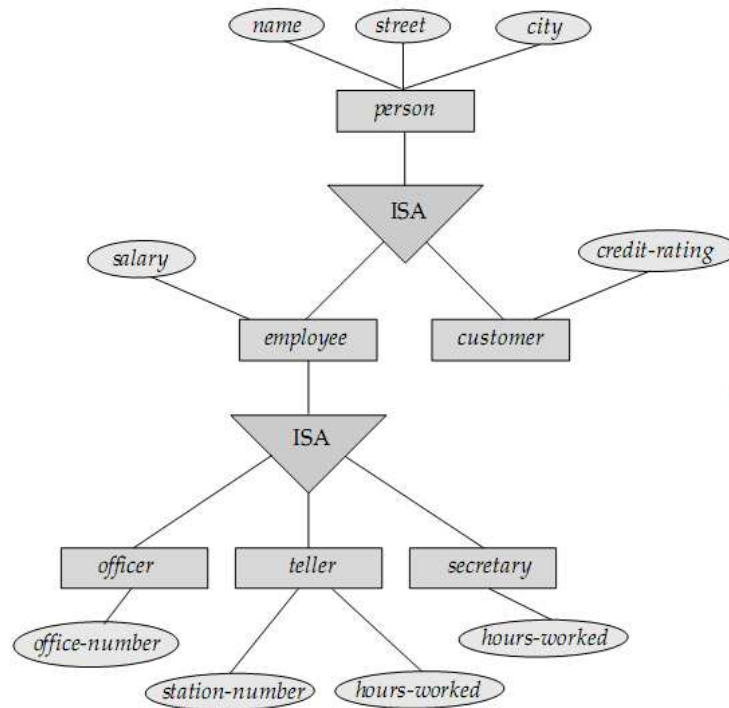 name street city
person
ISA
salary credit-rating
employee customer
ISA
officer teller secretary
office-number hours-worked
station-number hours-worked